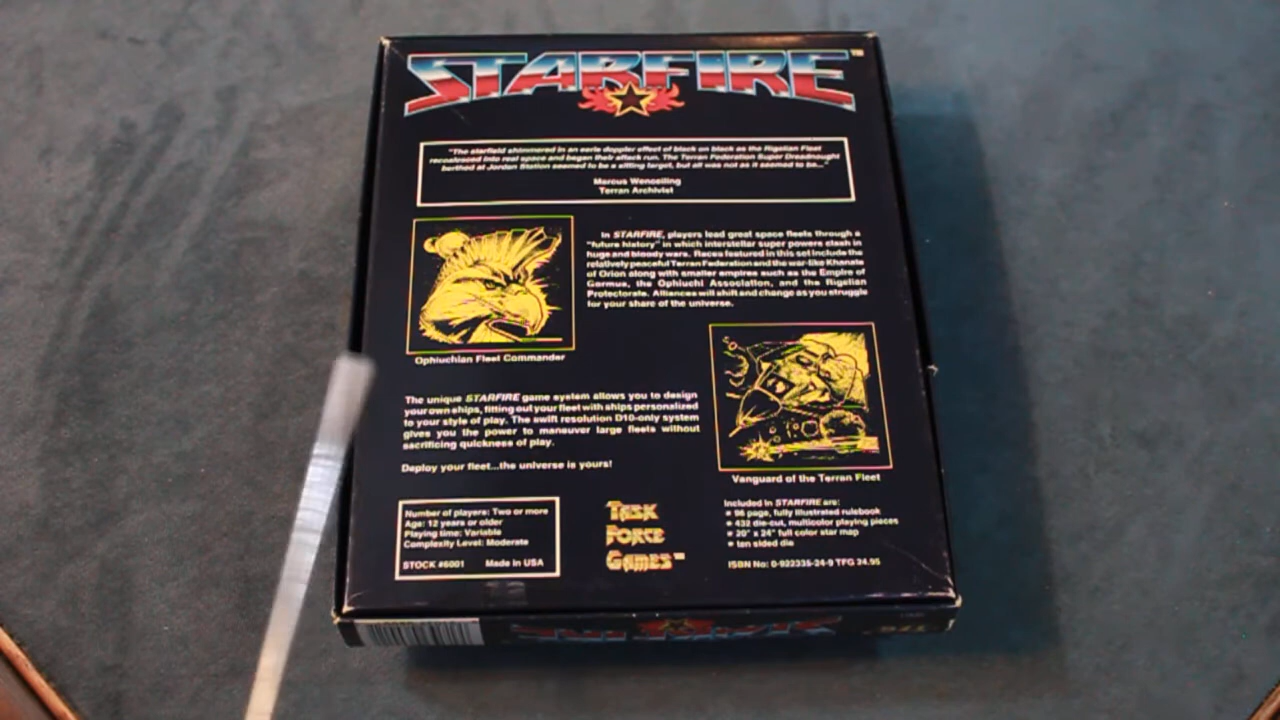 STARFIRE™
"The starfield shimmered in an eerie doppler effect of black on black as the Rigelian Fleet
recoalesced into real space and began their attack run. The Terran Federation Super Dreadnought
berthed at Jordan Station seemed to be a sitting target, but all was not as it seemed to be..."
Marcus Wenceiling
Terran Archivist
In STARFIRE, players lead great space fleets through a
"future history" in which interstellar super powers clash in
huge and bloody wars. Races featured in this set include the
relatively peaceful Terran Federation and the war-like Khanate
of Orion along with smaller empires such as the Empire of
Gormus, the Ophiuchi Association, and the Rigelian
Protectorate. Alliances will shift and change as you struggle
for your share of the universe.
Ophiuchian Fleet Commander
The unique STARFIRE game system allows you to design
your own ships, fitting out your fleet with ships personalized
to your style of play. The swift resolution D10-only system
gives you the power to maneuver large fleets without
sacrificing quickness of play.
Deploy your fleet...the universe is yours!
Vanguard of the Terran Fleet
Number of players: Two or more
Age: 12 years or older
Playing time: Variable
Complexity Level: Moderate
STOCK #6001 Made in USA
TASK
FORCE
GAMES™
Included in STARFIRE are:
* 96 page, fully illustrated rulebook
* 432 die-cut, multicolor playing pieces
* 20" x 24" full color star map
* ten sided die
ISBN No: 0-922335-24-9 TFG 24.95